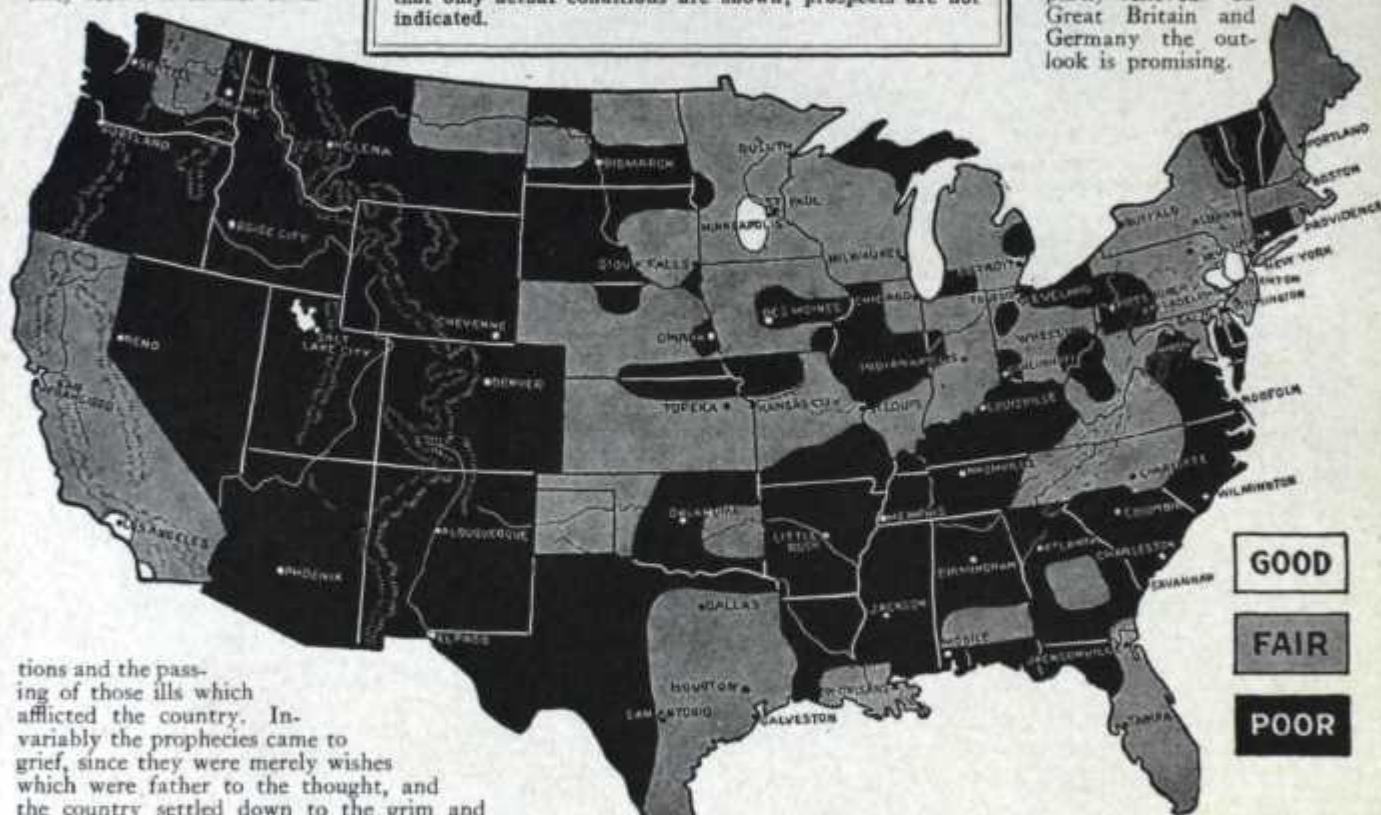 that only actual conditions are shown; prospects are not
indicated.
Great Britain and
Germany the out-
look is promising.
PORTLAND
HELENA
BISMARCK
DULUTH
ST. PAUL
MINNEAPOLIS
PORTLAND
BOSTON
PROVIDENCE
BUFFALO
ALBANY
NEW YORK
BOISE CITY
SIOUX FALLS
MILWAUKEE
DETROIT
CHICAGO
CLEVELAND
DES MOINES
OMAHA
CHEYENNE
RENO
SALT
LAKE CITY
DENVER
SAN
FRANCISCO
TOPEKA
KANSAS CITY
ST. LOUIS
INDIANAPOLIS
LOUISVILLE
NORFOLK
NASHVILLE
CHARLOTTE
WILMINGTON
LOS ANGELES
ALBUQUERQUE
OKLAHOMA
MEMPHIS
LITTLE
ROCK
COLUMBIA
ATLANTA
CHARLESTON
BIRMINGHAM
SAVANNAH
PHOENIX
EL PASO
DALLAS
JACKSON
MOBILE
JACKSONVILLE
HOUSTON
SAN ANTONIO
GALVESTON
TAMPA
GOOD
FAIR
POOR
tions and the pass-
ing of those ills which
afflicted the country. In-
variably the prophecies came to
grief, since they were merely wishes
which were father to the thought, and
the country settled down to the grim and